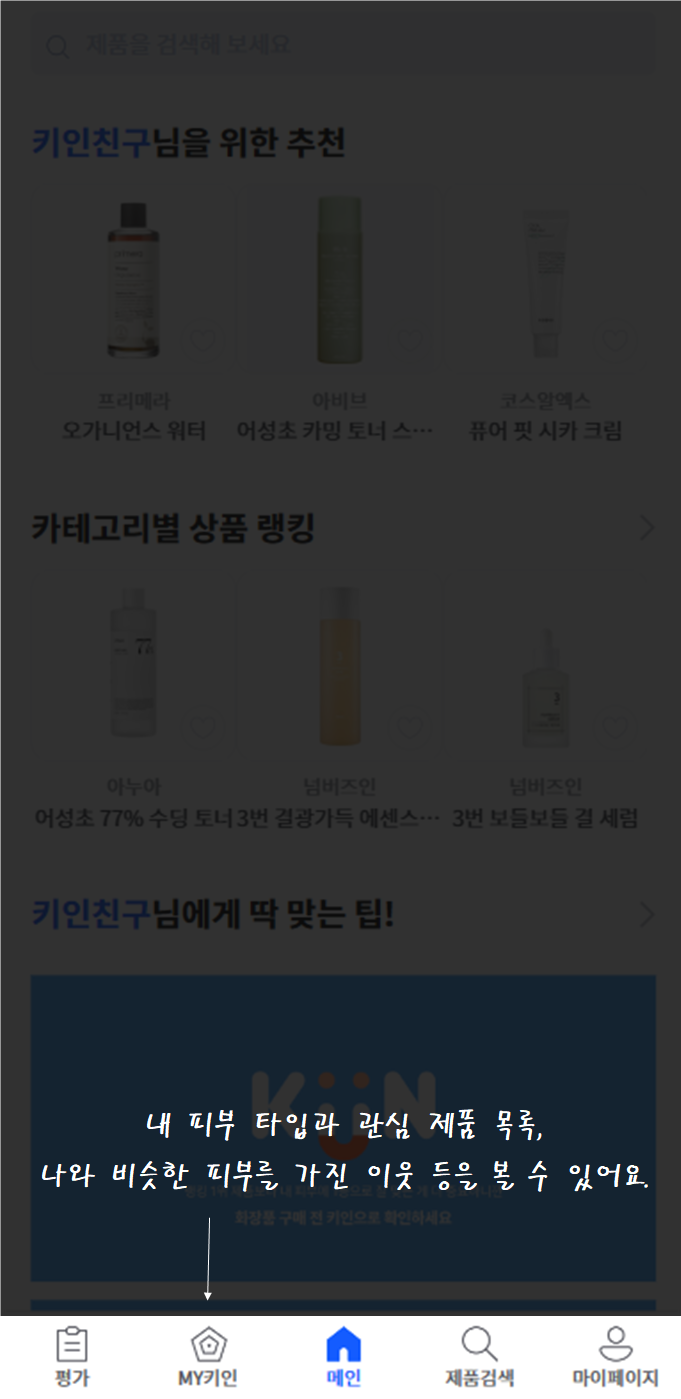 제품을 검색해 보세요
키인친구님을 위한 추천
프리메라
오가니언스 워터
아비브
어성초 카밍 토너 스…
코스알엑스
퓨어 핏 시카 크림
카테고리별 상품 랭킹
77
아누아
어성초 77% 수딩 토너
넘버즈인
3번 결광가득 에센스…
3
넘버즈인
3번 보들보들 결 세럼
키인친구님에게 딱 맞는 팁!
KIIN
내 피부 타입과 관심 제품 목록,
나와 비슷한 피부를 가진 이웃 등을 볼 수 있어요.
화장품 구매 전 키인으로 확인하세요
평가
MY키인
메인
제품검색
마이페이지